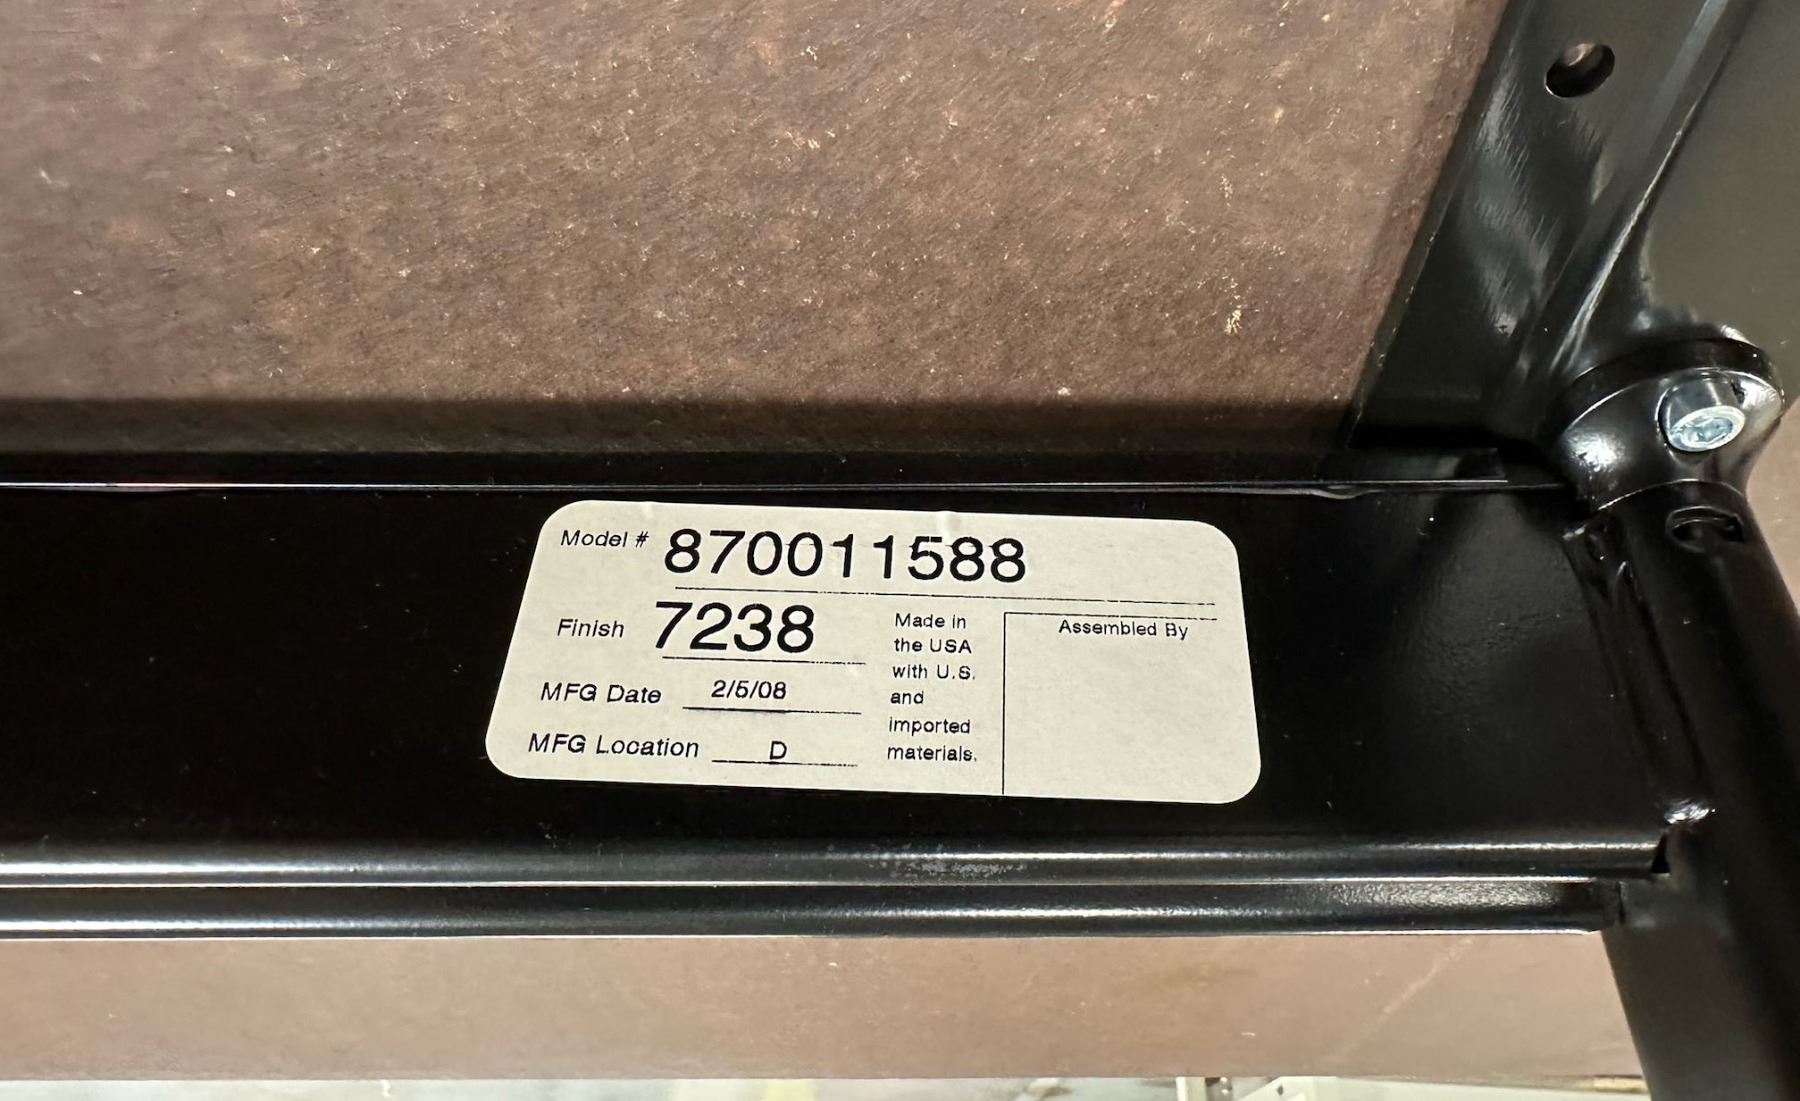 Model # 870011588
Finish 7238
MFG Date 2/5/08
MFG Location D
Made in
the USA
with U.S.
and
imported
materials.
Assembled By